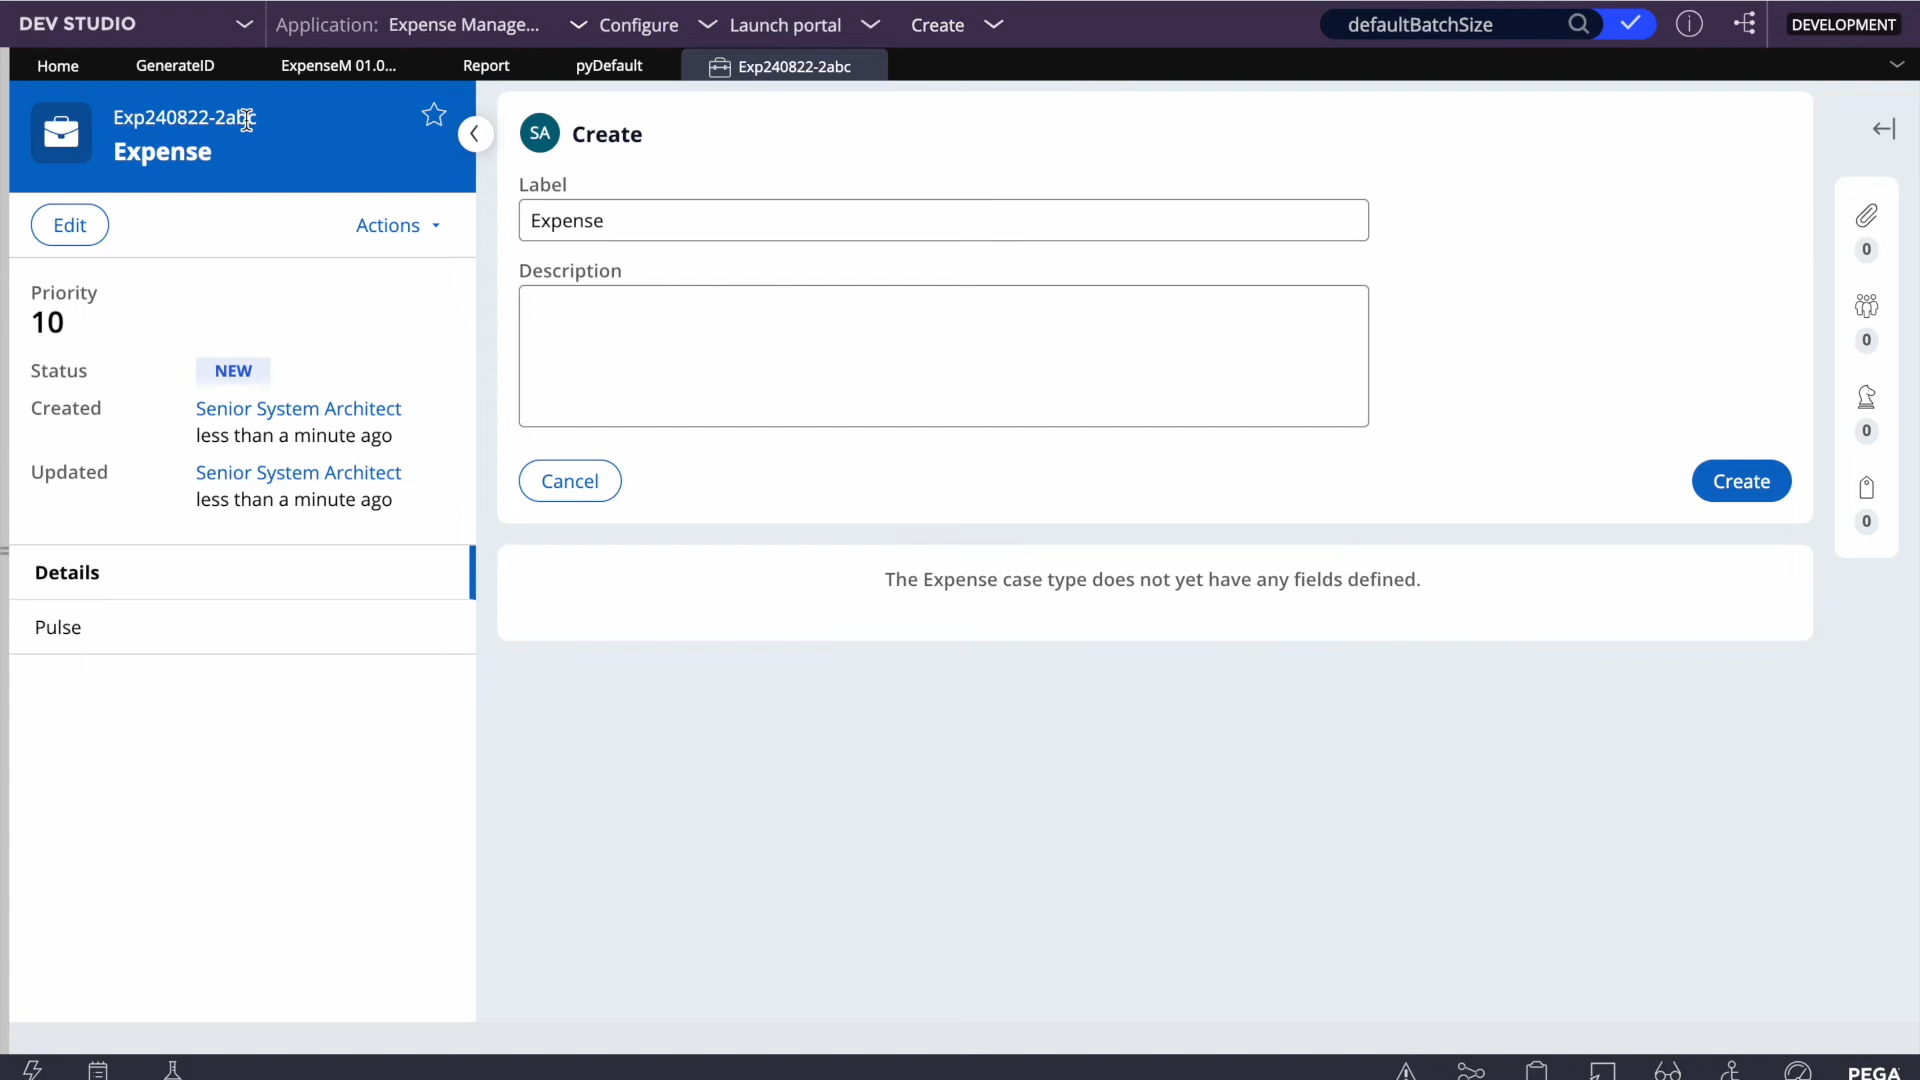 DEV STUDIO
Application: Expense Manage...
Configure
Launch portal
Create
defaultBatchSize
DEVELOPMENT
Home
GenerateID
ExpenseM 01.0...
Report
pyDefault
Exp240822-2abc
Exp240822-2abc
Expense
Edit
Actions
Priority
10
Status
NEW
Created
Senior System Architect
less than a minute ago
Updated
Senior System Architect
less than a minute ago
Details
Pulse
SA
Create
Label
Expense
Description
Cancel
Create
The Expense case type does not yet have any fields defined.
0
0
0
0
PEGA